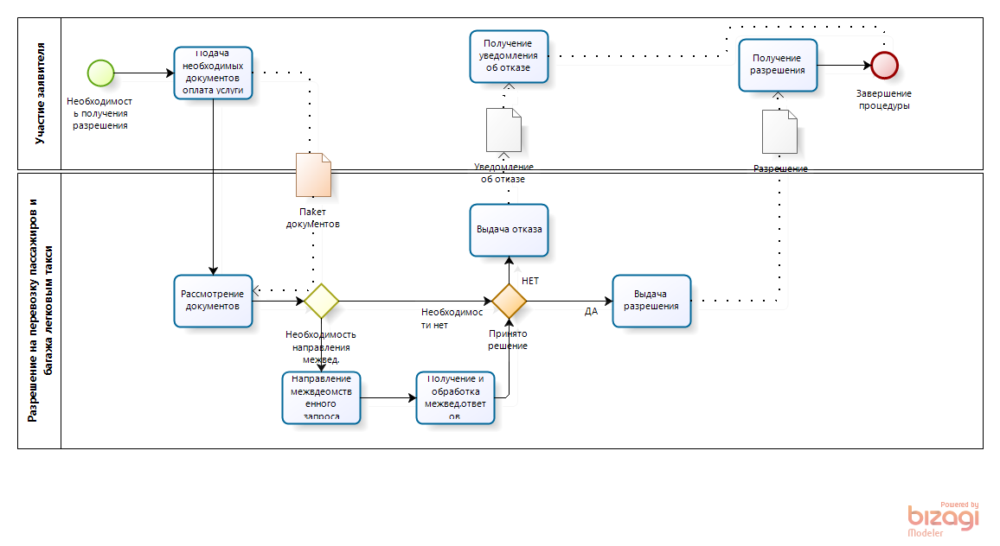 Участие заявителя
Необходимост
ь получения
разрешения
Подача
необходимых
документов
оплата услуги
Получение
уведомления
об отказе
Получение
разрешения
Завершение
процедуры
Уведомление
об отказе
Разрешение
Разрешение на перевозку пассажиров и
багажа легковым такси
Пакет
документов
Выдача отказа
НЕТ
Рассмотрение
документов
Необходимос
ти нет
ДА
Выдача
разрешения
Необходимость
направления
межвед.
Принято
решение
Направление
межвдеомств
енного
запроса
Получение и
обработка
межвед.ответ
ов
Powered by
bizagi
Modeler